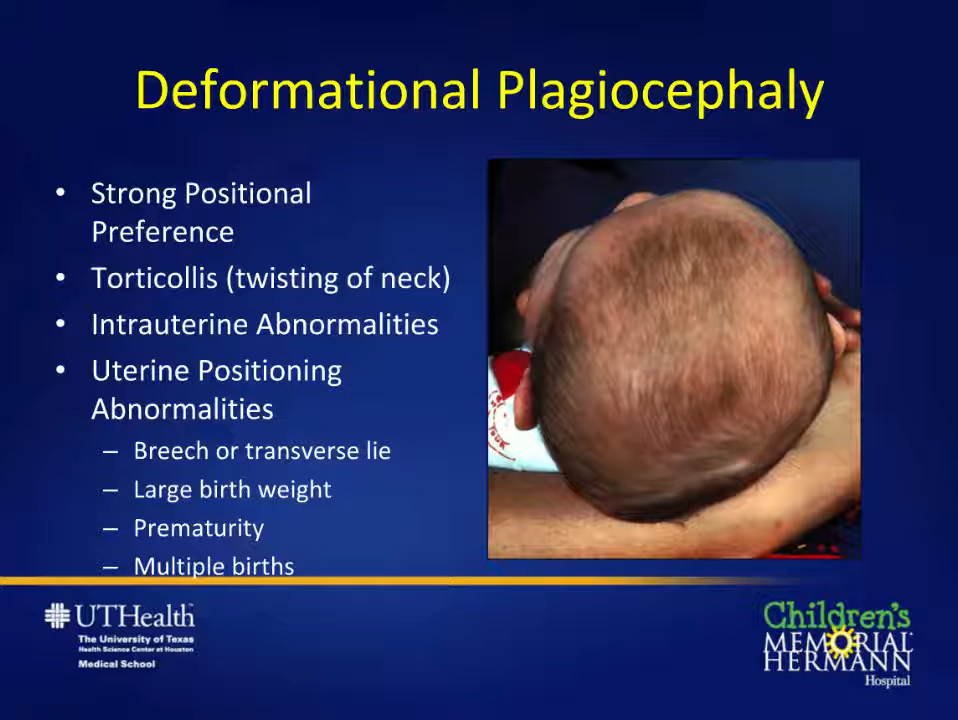 Deformational Plagiocephaly
• Strong Positional
Preference
• Torticollis (twisting of neck)
• Intrauterine Abnormalities
• Uterine Positioning
Abnormalities
– Breech or transverse lie
– Large birth weight
– Prematurity
– Multiple births
UTHealth
The University of Texas
Health Science Center at Houston
Medical School
Children's
MEMORIAL
HERMANN
Hospital